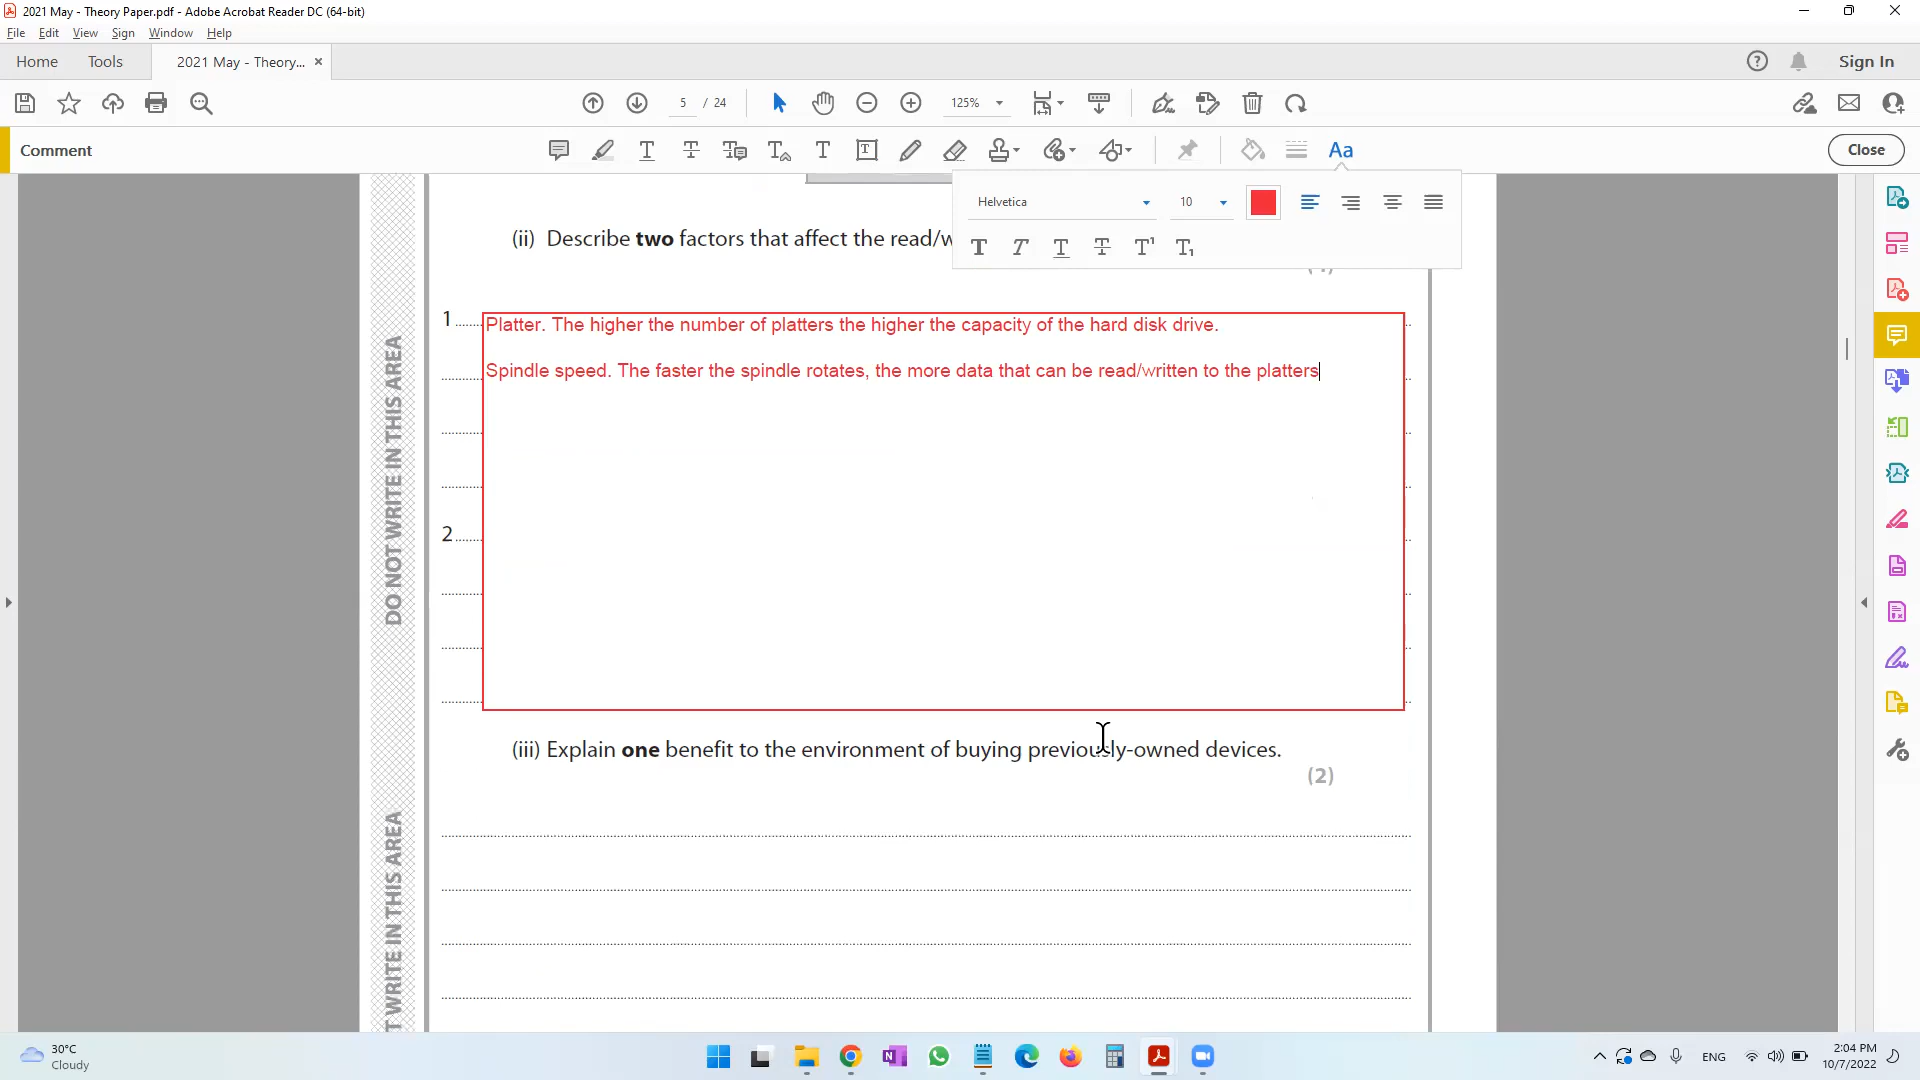 2021 May - Theory Paper.pdf - Adobe Acrobat Reader DC (64-bit)
File Edit View Sign Window Help
Home Tools 2021 May - Theory... × Sign In
5 / 24 125%
Comment Close
Helvetica 10
(ii) Describe two factors that affect the read/w
1 Platter. The higher the number of platters the higher the capacity of the hard disk drive.
Spindle speed. The faster the spindle rotates, the more data that can be read/written to the platters
2
(iii) Explain one benefit to the environment of buying previously-owned devices.
(2)
DO NOT WRITE IN THIS AREA
T WRITE IN THIS AREA
30°C
Cloudy
ENG
2:04 PM
10/7/2022